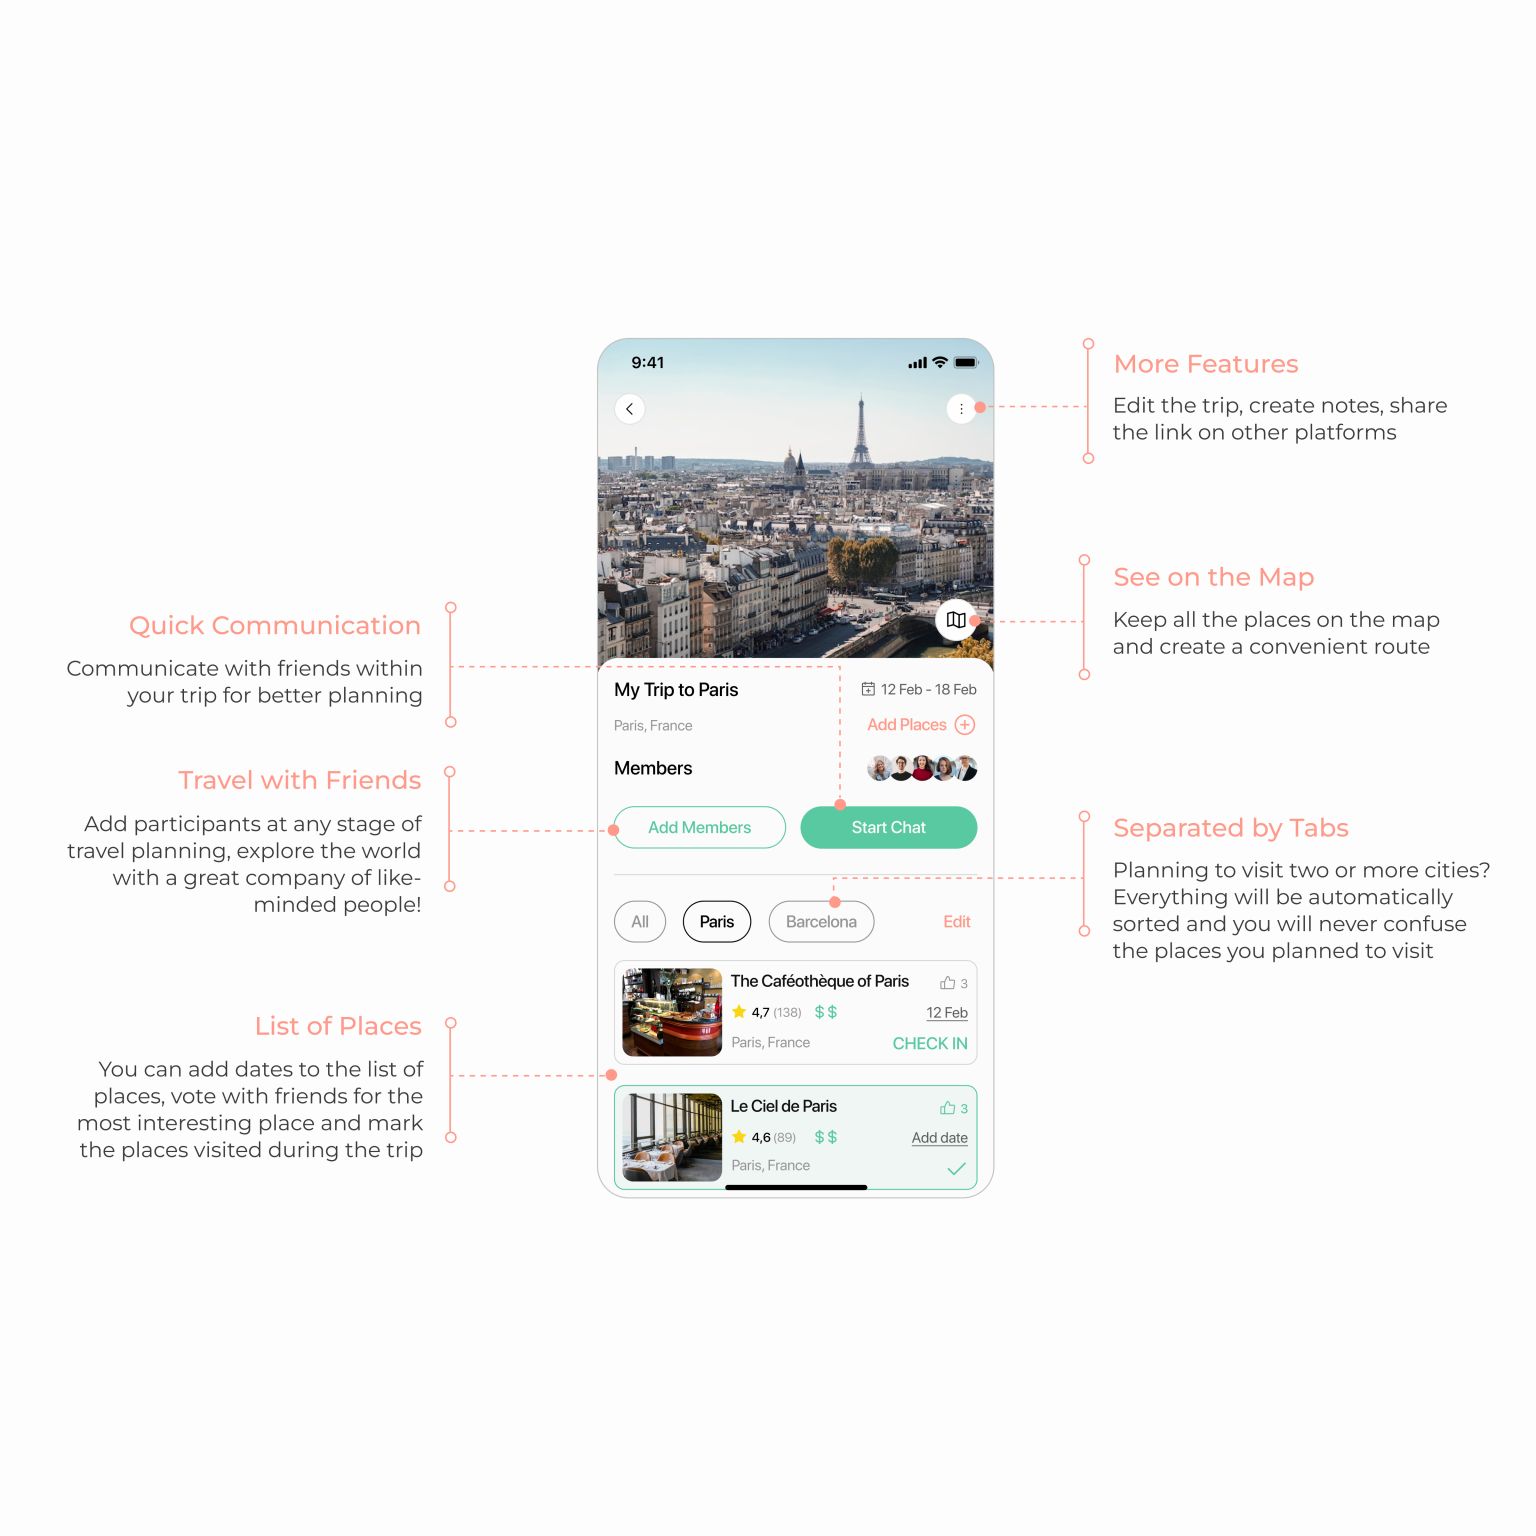 9:41
More Features
Edit the trip, create notes, share
the link on other platforms
See on the Map
Keep all the places on the map
and create a convenient route
Quick Communication
Communicate with friends within
your trip for better planning
My Trip to Paris
12 Feb - 18 Feb
Paris, France
Add Places
Members
Travel with Friends
Add participants at any stage of
travel planning, explore the world
with a great company of like-
minded people!
Add Members
Start Chat
Separated by Tabs
Planning to visit two or more cities?
Everything will be automatically
sorted and you will never confuse
the places you planned to visit
All
Paris
Barcelona
Edit
The Caféothèque of Paris
3
4,7 (138) $$
12 Feb
Paris, France
CHECK IN
List of Places
You can add dates to the list of
places, vote with friends for the
most interesting place and mark
the places visited during the trip
Le Ciel de Paris
3
4,6 (89) $$
Add date
Paris, France